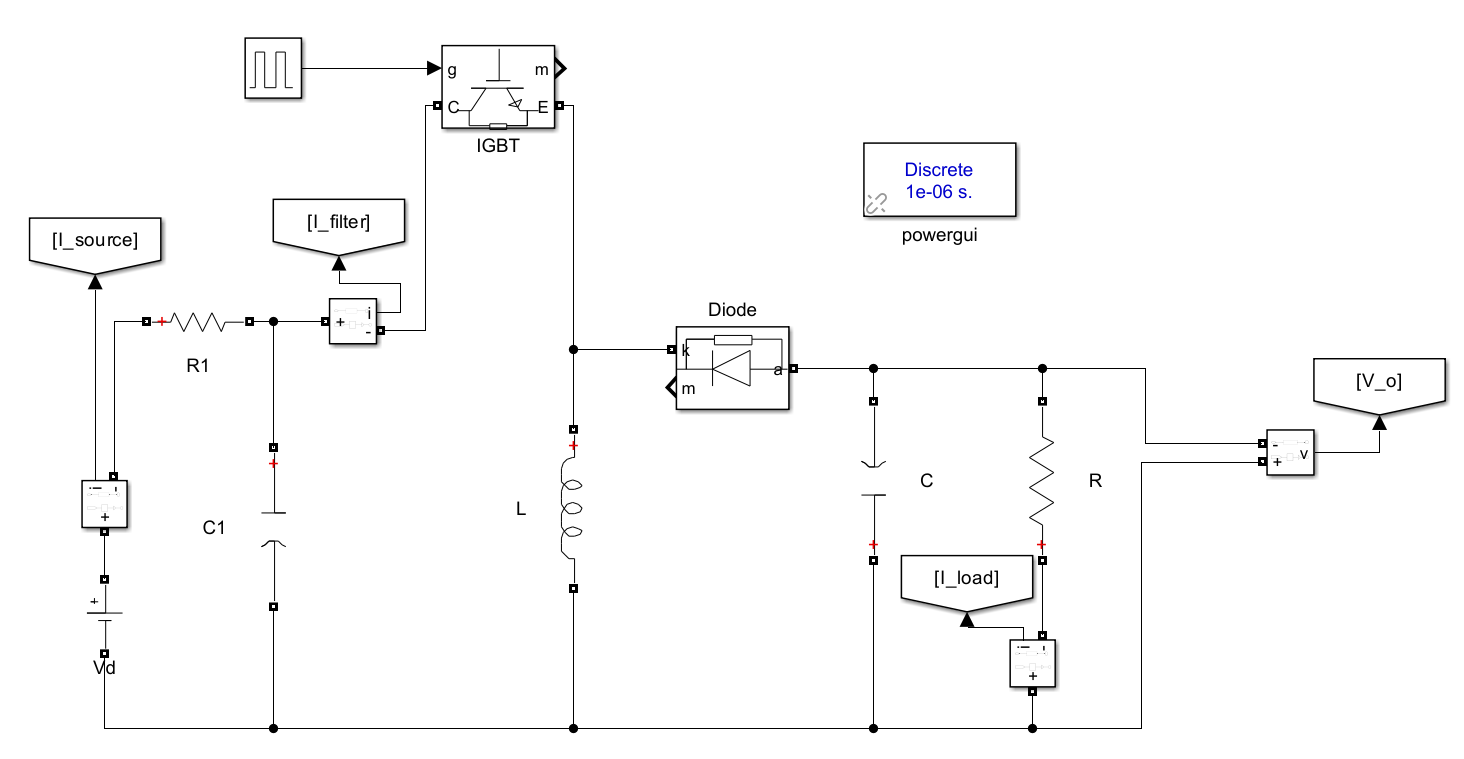 g
m
C
E
IGBT
Discrete
1e-06 s.
powergui
[I_filter]
[I_source]
i
+
-
+
R1
Diode
k
a
m
[V_o]
-
+
v
+
L
C
R
i
-
+
+
C1
+
+
[I_load]
+
Vd
i
-
+